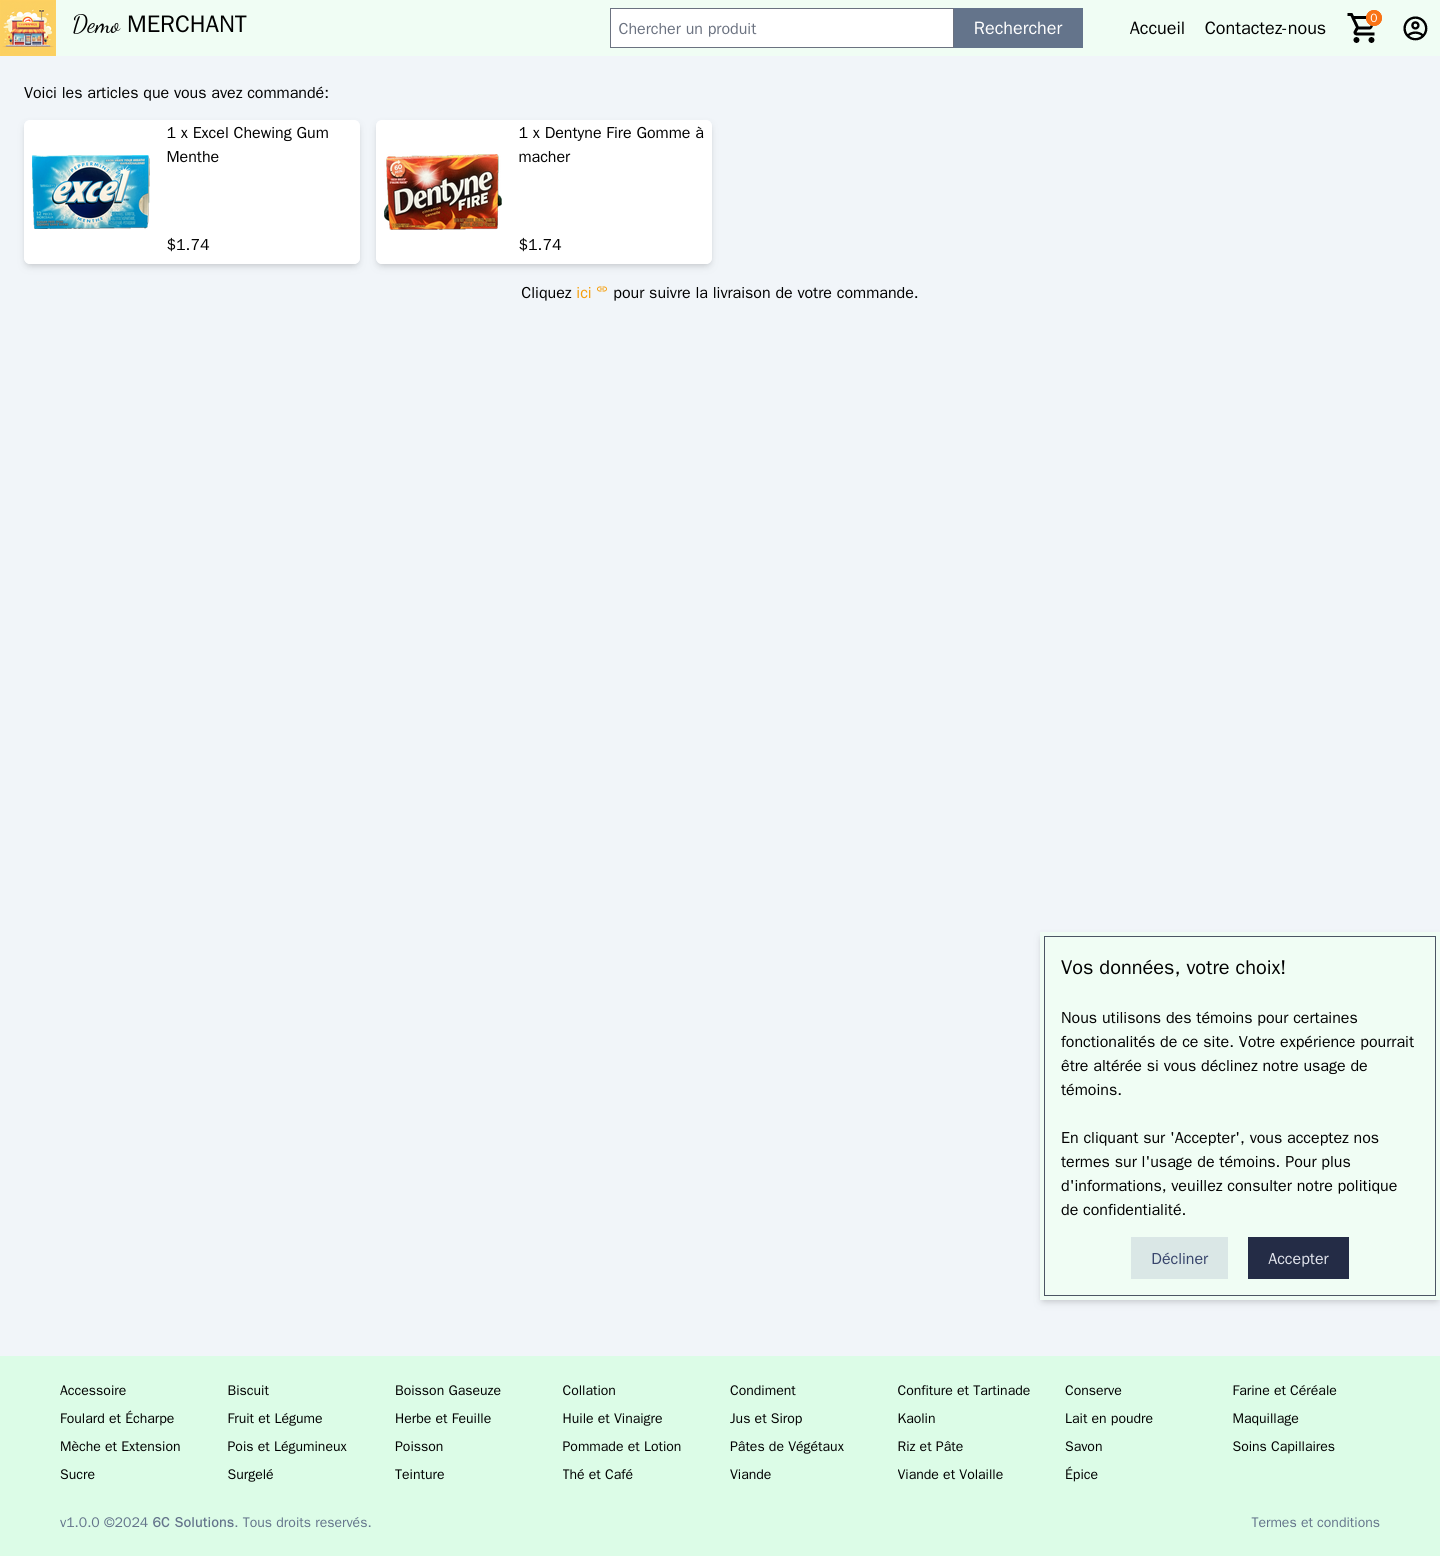 Demo MERCHANT
Chercher un produit
Rechercher
Accueil
Contactez-nous
0
Voici les articles que vous avez commandé:
excel
1 x Excel Chewing Gum
Menthe
$1.74
Dentyne
FIRE
1 x Dentyne Fire Gomme à
macher
$1.74
Cliquez ici pour suivre la livraison de votre commande.
Vos données, votre choix!
Nous utilisons des témoins pour certaines
fonctionalités de ce site. Votre expérience pourrait
être altérée si vous déclinez notre usage de
témoins.
En cliquant sur 'Accepter', vous acceptez nos
termes sur l'usage de témoins. Pour plus
d'informations, veuillez consulter notre politique
de confidentialité.
Décliner
Accepter
Accessoire Biscuit Boisson Gaseuze Collation Condiment Confiture et Tartinade Conserve Farine et Céréale
Foulard et Écharpe Fruit et Légume Herbe et Feuille Huile et Vinaigre Jus et Sirop Kaolin Lait en poudre Maquillage
Mèche et Extension Pois et Légumineux Poisson Pommade et Lotion Pâtes de Végétaux Riz et Pâte Savon Soins Capillaires
Sucre Surgelé Teinture Thé et Café Viande Viande et Volaille Épice
v1.0.0 ©2024 6C Solutions. Tous droits reservés.
Termes et conditions